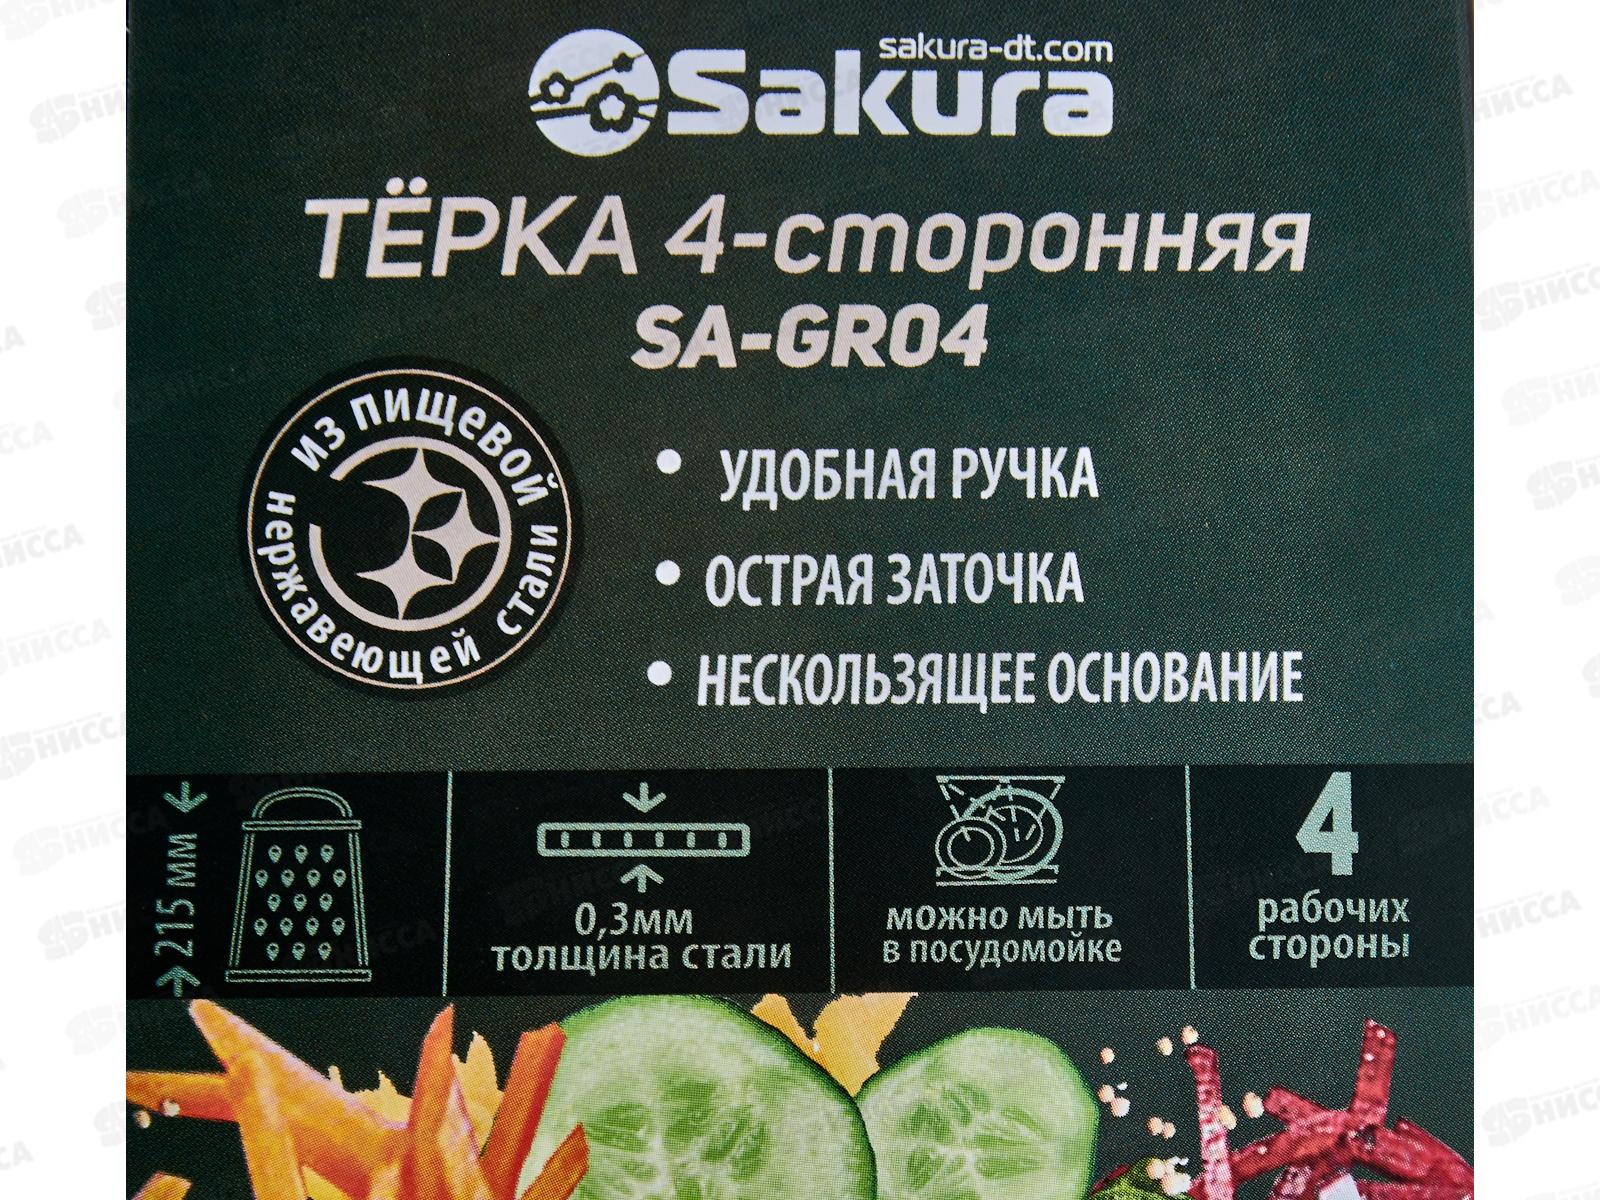 sakura-dt.com
Sakura
ТЁРКА 4-сторонняя
SA-GR04
из пищевой нержавеющей стали
• УДОБНАЯ РУЧКА
• ОСТРАЯ ЗАТОЧКА
• НЕСКОЛЬЗЯЩЕЕ ОСНОВАНИЕ
215 мм
0,3мм
толщина стали
можно мыть
в посудомойке
4
рабочих
стороны
НИССА